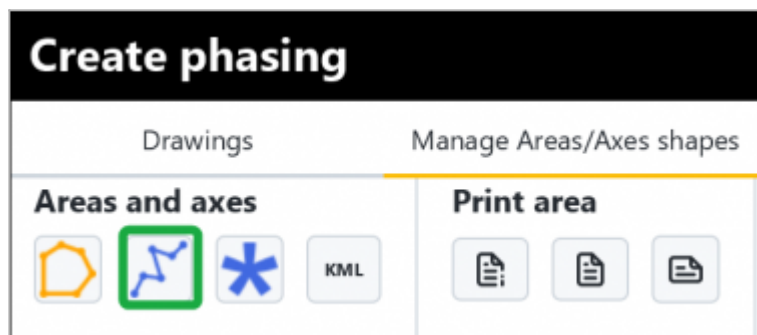 Create phasing
Drawings
Manage Areas/Axes shapes
Areas and axes
Print area
KML